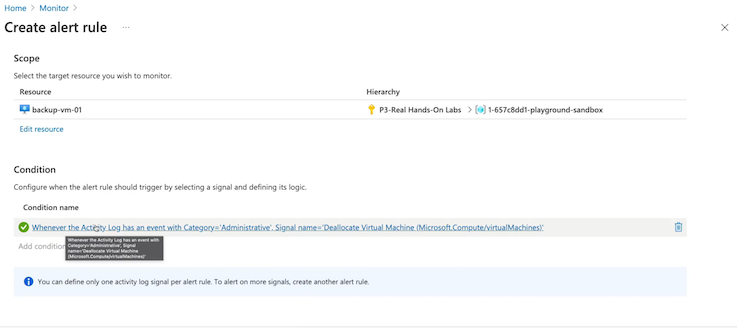 Home > Monitor >
Create alert rule ...
Scope
Select the target resource you wish to monitor.
Resource Hierarchy
backup-vm-01 P3-Real Hands-On Labs > 1-657c8dd1-playground-sandbox
Edit resource
Condition
Configure when the alert rule should trigger by selecting a signal and defining its logic.
Condition name
Whenever the Activity Log has an event with Category='Administrative', Signal name='Deallocate Virtual Machine (Microsoft.Compute/virtualMachines)'
Add condition
Whenever the Activity Log has an event with
Category='Administrative', Signal
name='Deallocate Virtual Machine
(Microsoft.Compute/virtualMachines)'
You can define only one activity log signal per alert rule. To alert on more signals, create another alert rule.